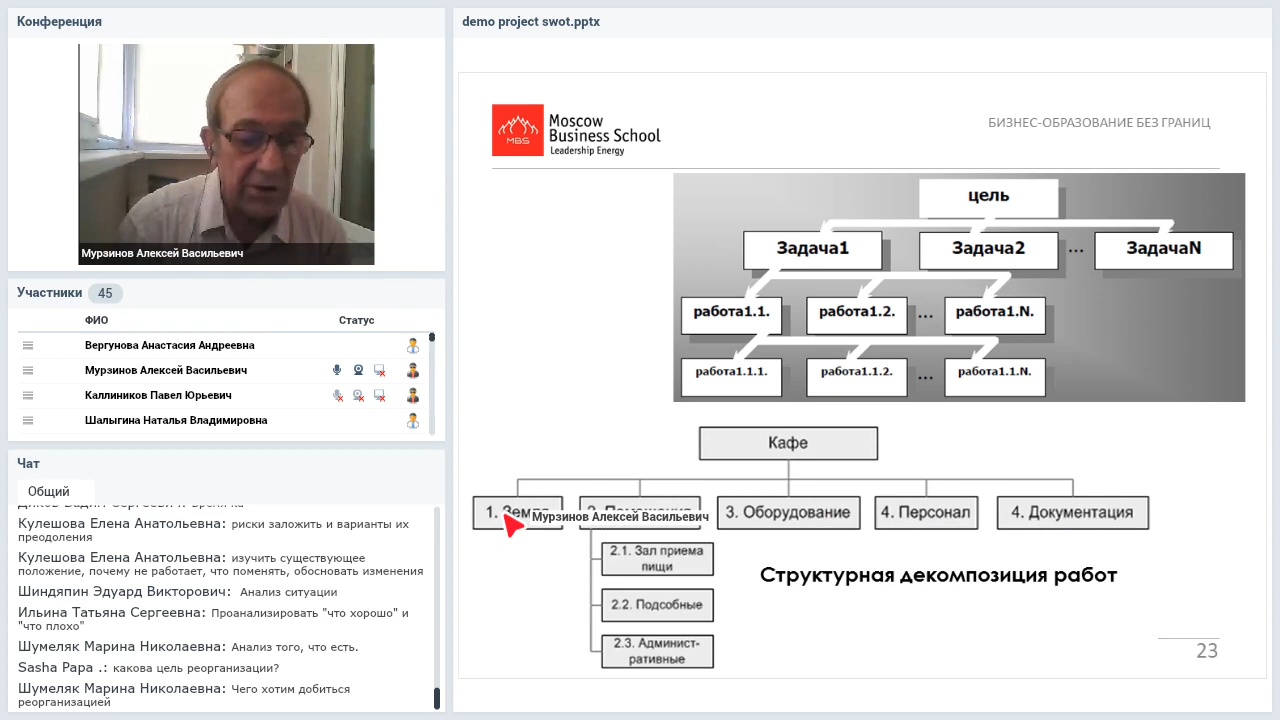 Конференция
Мурзинов Алексей Васильевич
Участники 45
ФИО Статус
Вергунова Анастасия Андреевна
Мурзинов Алексей Васильевич
Каллиников Павел Юрьевич
Шалыгина Наталья Владимировна
Чат
Общий
Кулешова Елена Анатольевна: риски заложить и варианты их
преодоления
Кулешова Елена Анатольевна: изучить существующее
положение, почему не работает, что поменять, обосновать изменения
Шиндяпин Эдуард Викторович: Анализ ситуации
Ильина Татьяна Сергеевна: Проанализировать "что хорошо" и
"что плохо"
Шумеляк Марина Николаевна: Анализ того, что есть.
Sasha Papa .: какова цель реорганизации?
Шумеляк Марина Николаевна: Чего хотим добиться
реорганизацией
demo project swot.pptx
MBS
Moscow
Business School
Leadership Energy
БИЗНЕС-ОБРАЗОВАНИЕ БЕЗ ГРАНИЦ
цель
Задача1 Задача2 ... ЗадачаN
работа1.1. работа1.2. ... работа1.N.
работа1.1.1. работа1.1.2. ... работа1.1.N.
Кафе
1. 3. Оборудование 4. Персонал 4. Документация
Мурзинов Алексей Васильевич
2.1. Зал приема
пищи
2.2. Подсобные
2.3. Админист-
ративные
Структурная декомпозиция работ
23